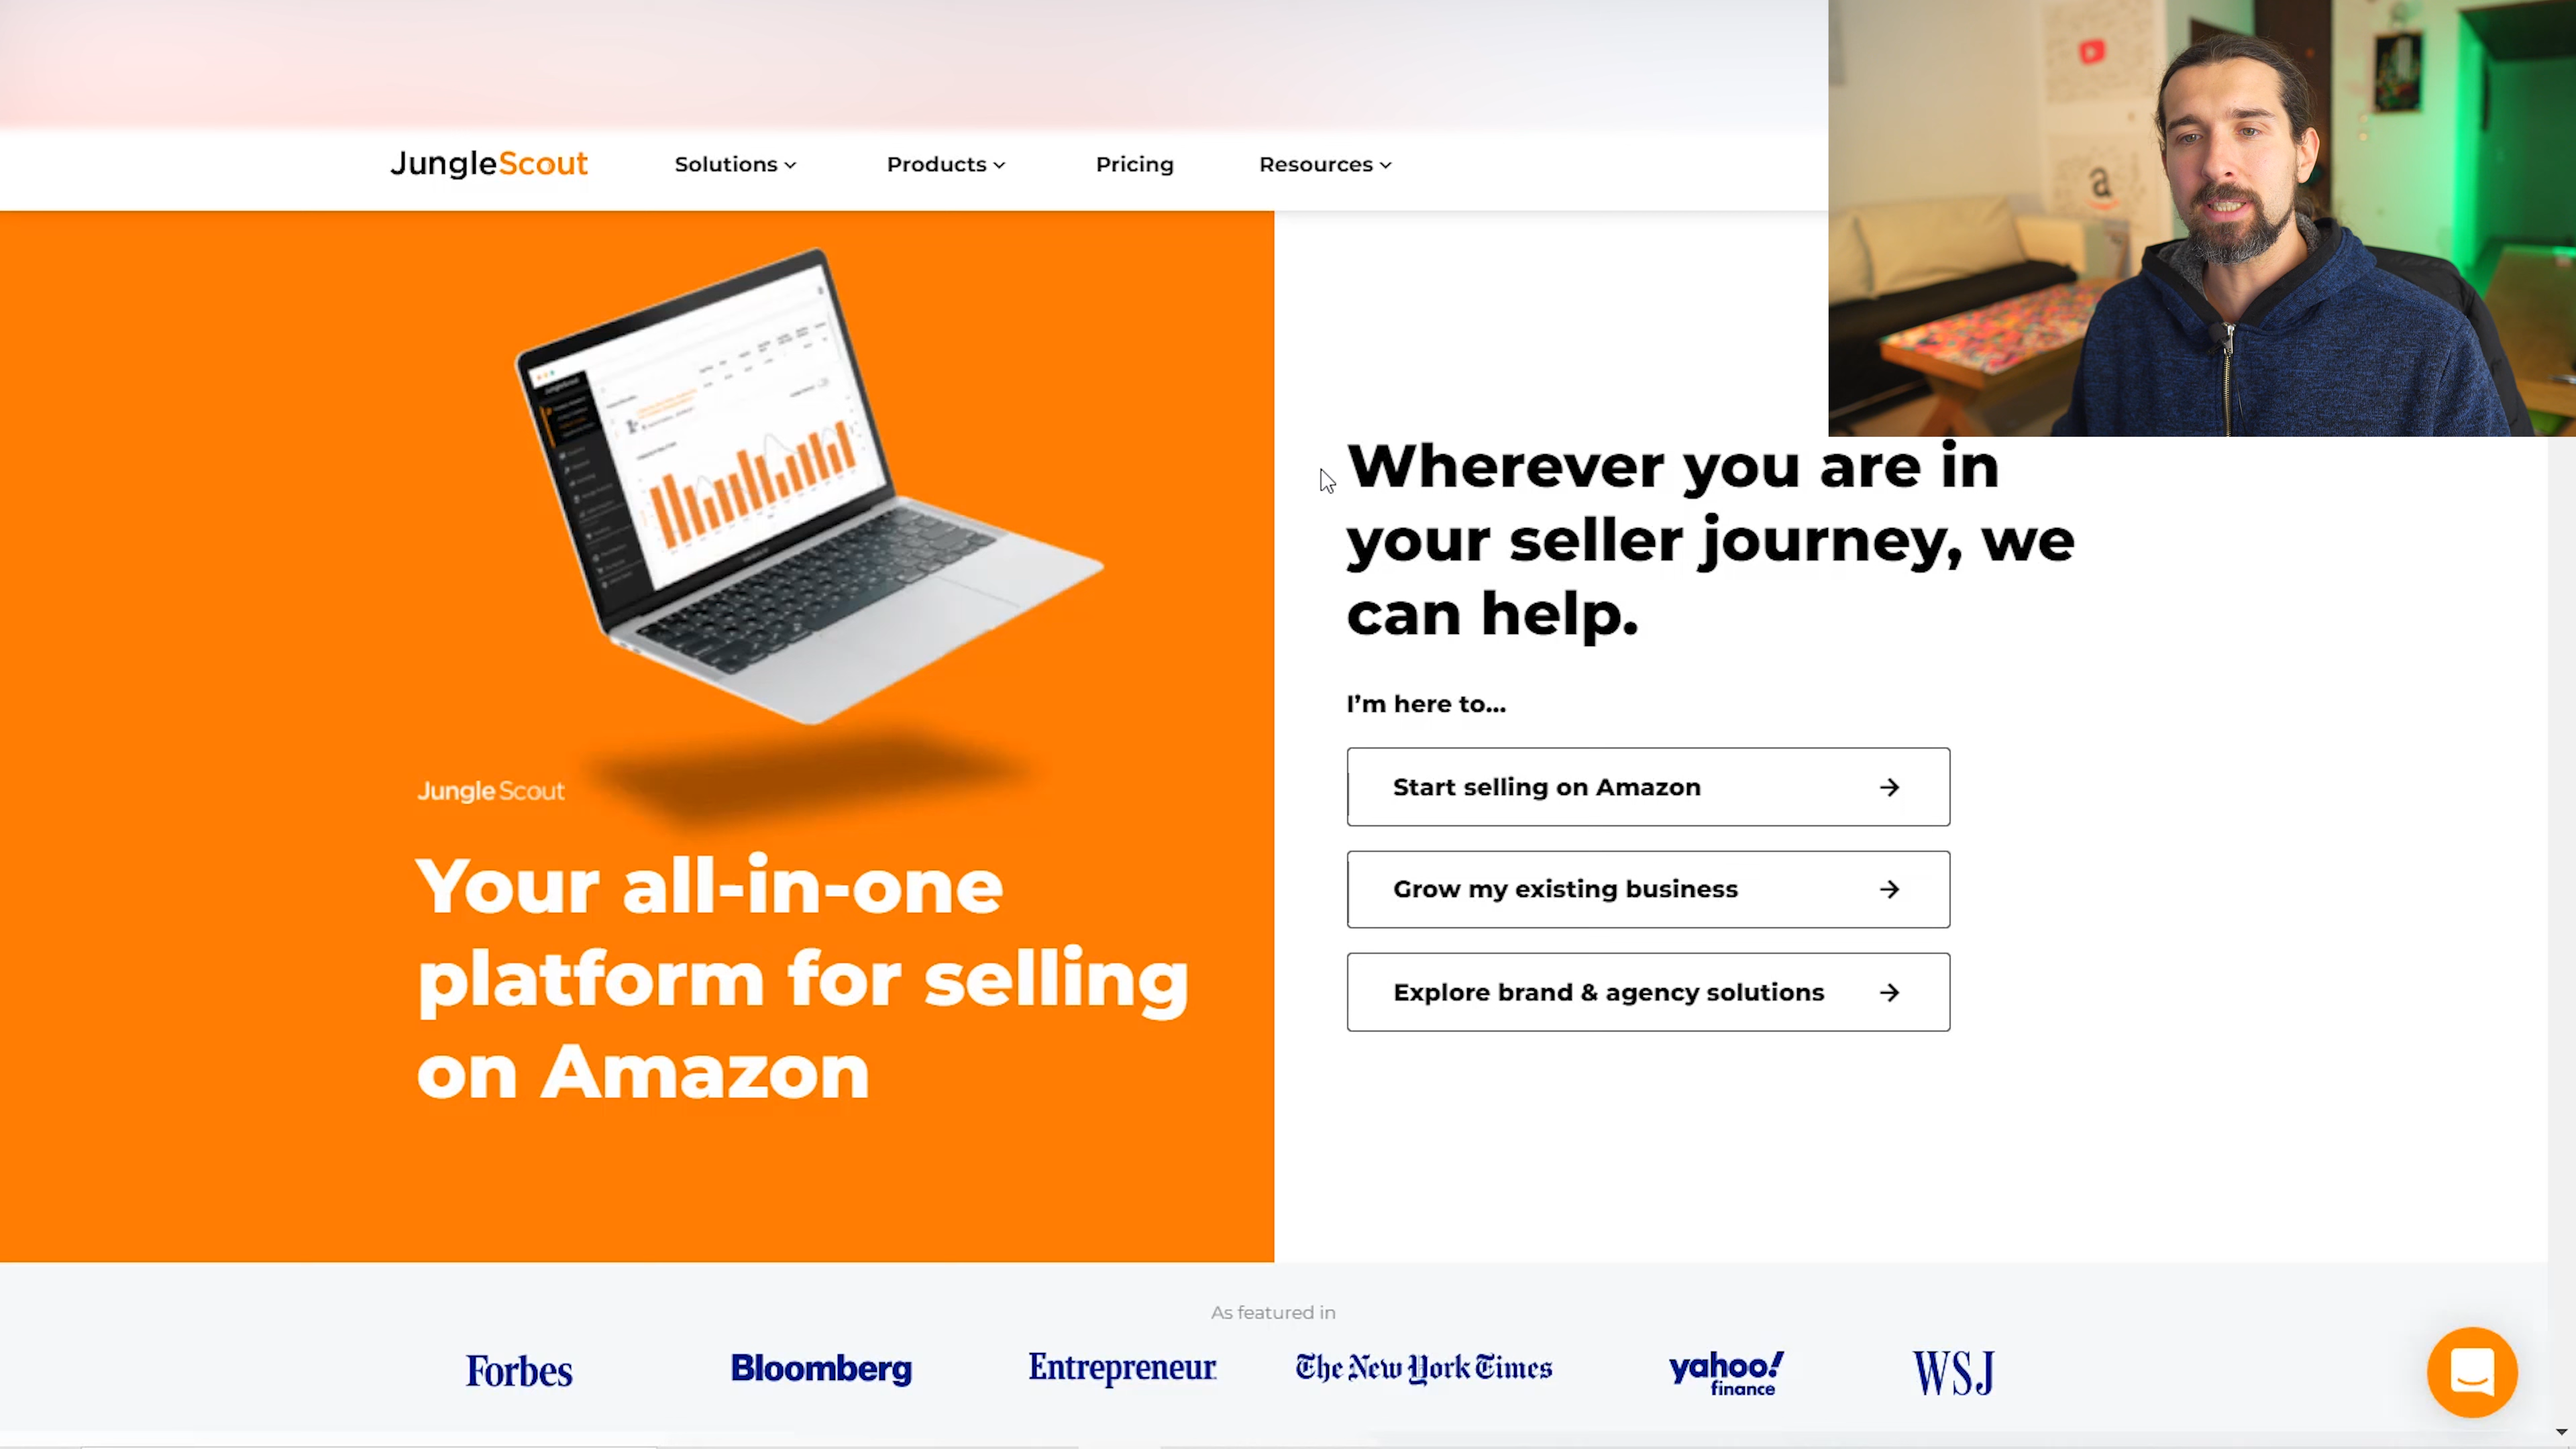 JungleScout
Solutions
Products
Pricing
Resources
a
Wherever you are in
your seller journey, we
can help.
I'm here to...
Start selling on Amazon
Grow my existing business
Explore brand & agency solutions
JungleScout
Your all-in-one
platform for selling
on Amazon
As featured in
Forbes
Bloomberg
Entrepreneur
The New York Times
yahoo!
finance
WSJ